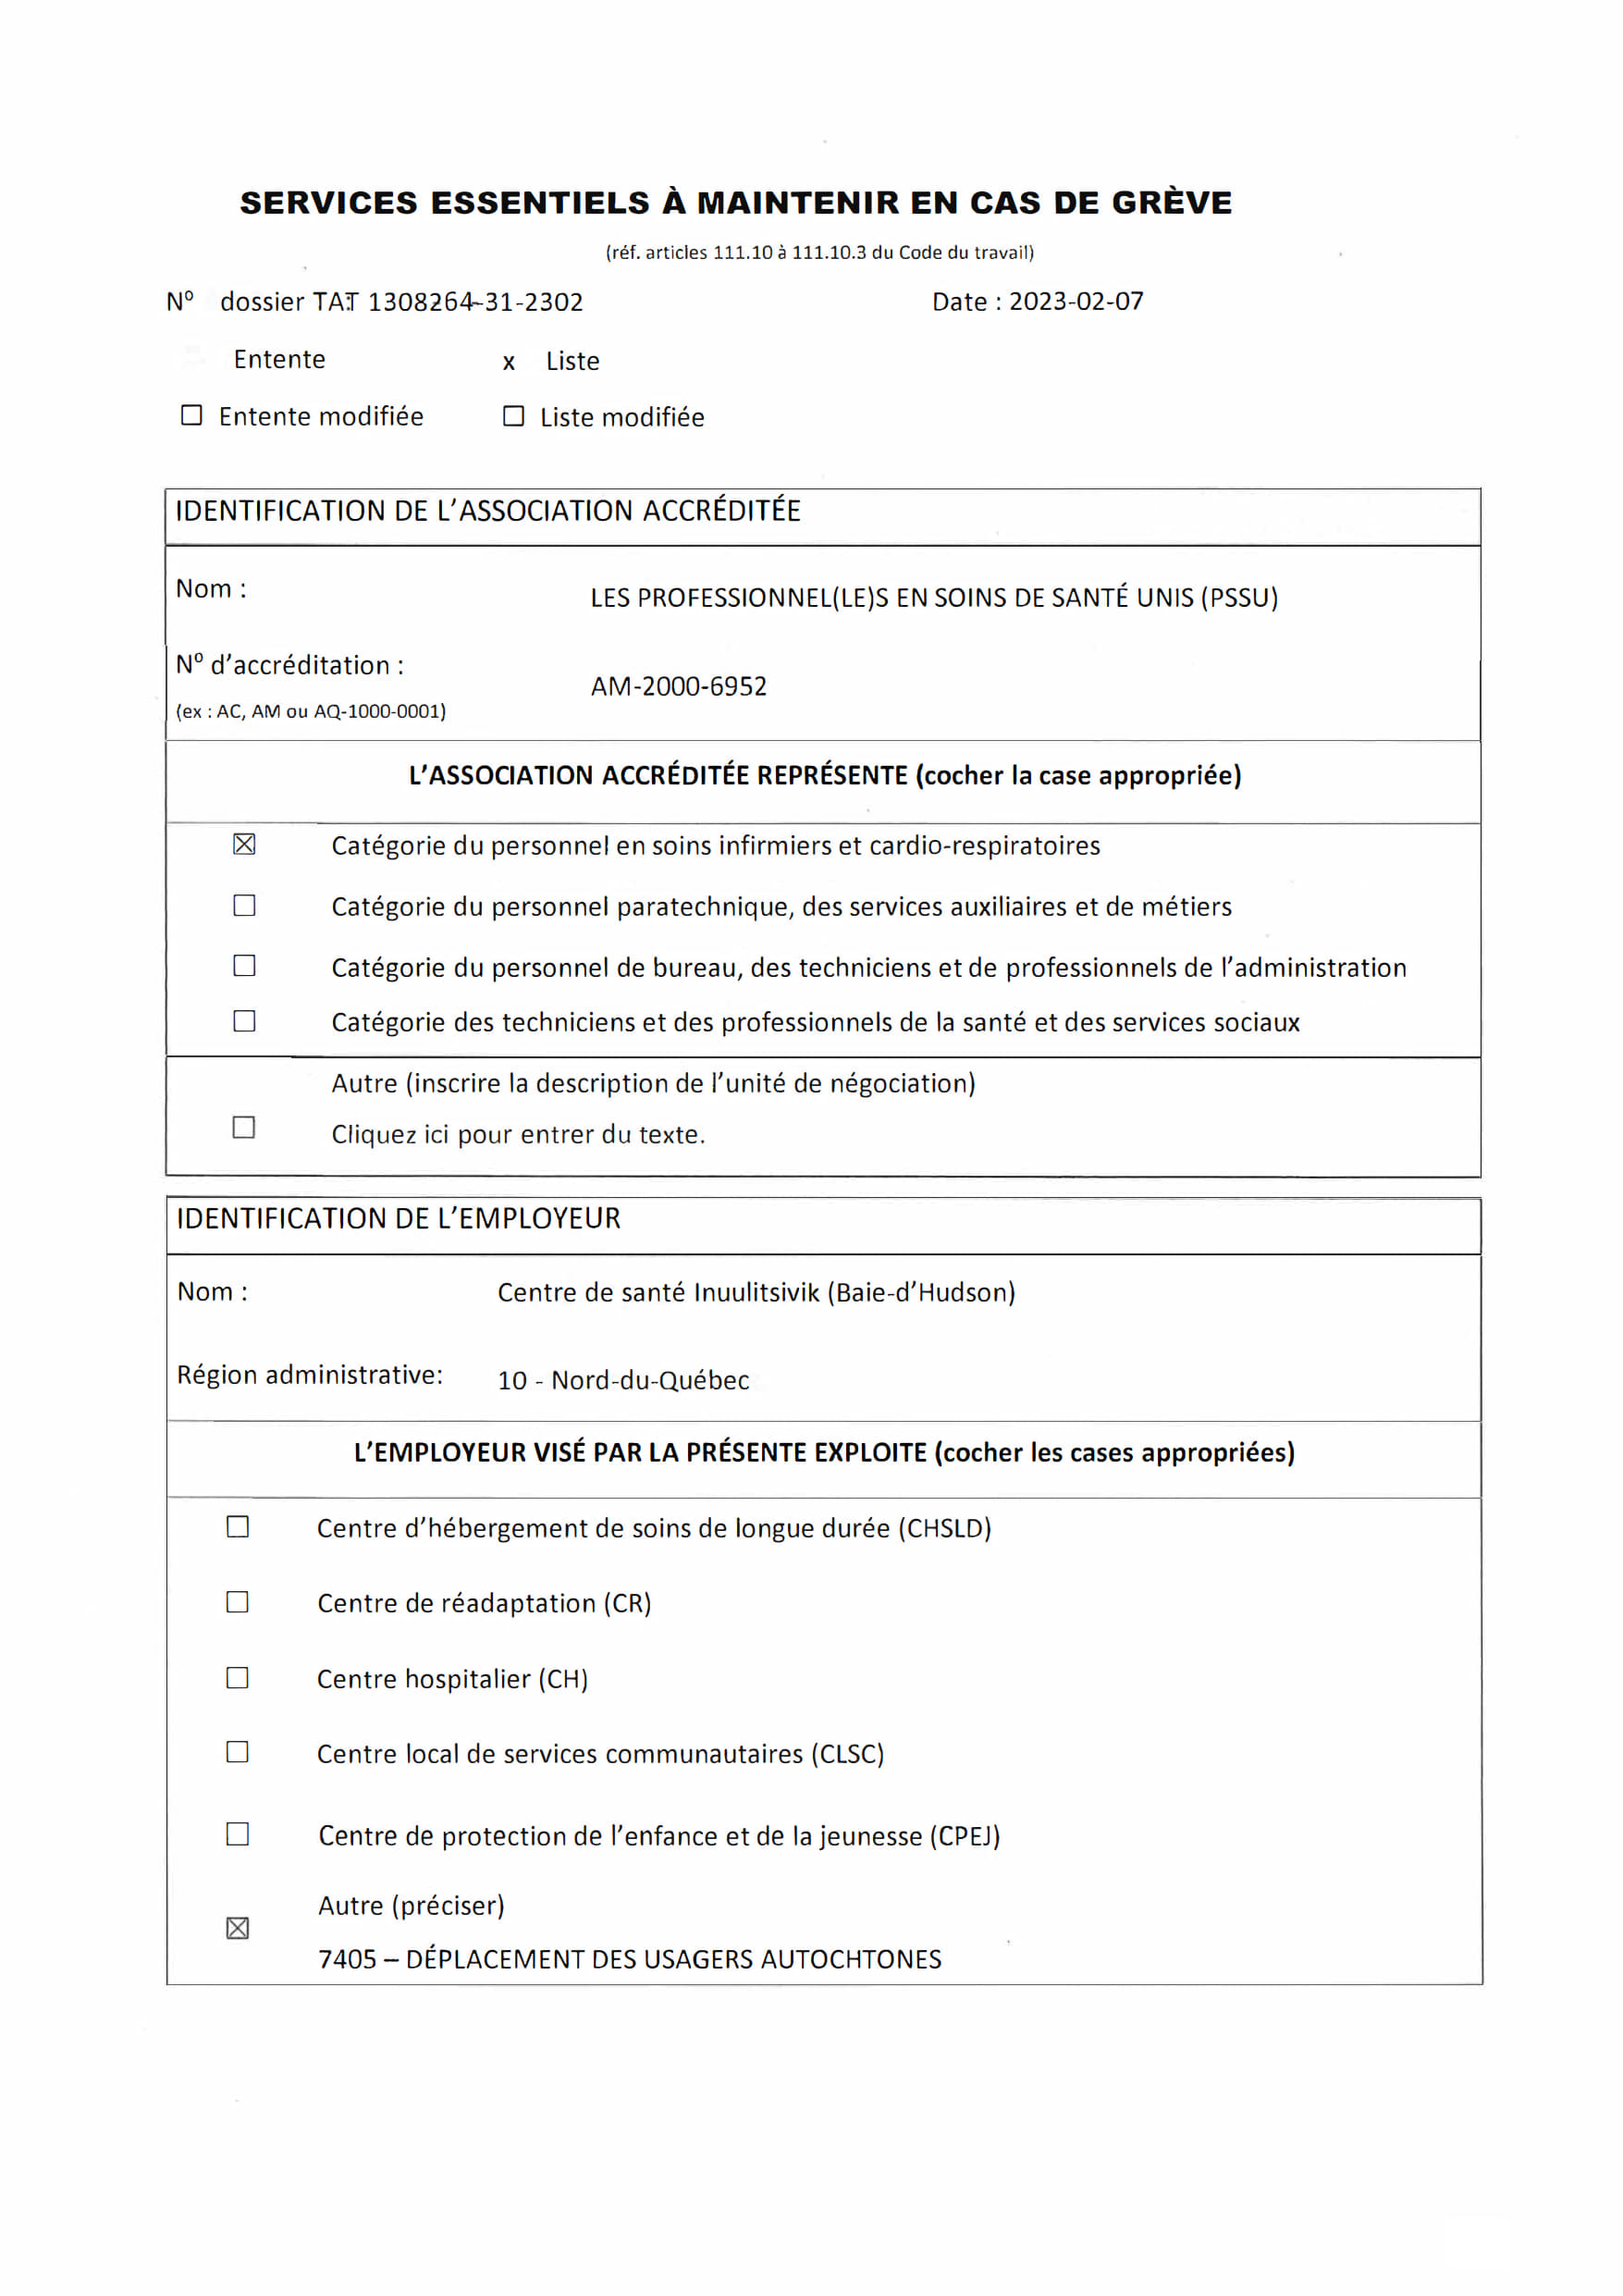 SERVICES ESSENTIELS À MAINTENIR EN CAS DE GRÈVE
(réf. articles 111.10 à 111.10.3 du Code du travail)
Nº dossier TAT 1308264-31-2302 Date : 2023-02-07
Entente x Liste
☐ Entente modifiée ☐ Liste modifiée
IDENTIFICATION DE L'ASSOCIATION ACCRÉDITÉE
Nom : LES PROFESSIONNEL(LE)S EN SOINS DE SANTÉ UNIS (PSSU)
Nº d'accréditation :
AM-2000-6952
(ex : AC, AM ou AQ-1000-0001)
L'ASSOCIATION ACCRÉDITÉE REPRÉSENTE (cocher la case appropriée)
☒ Catégorie du personnel en soins infirmiers et cardio-respiratoires
☐ Catégorie du personnel paratechnique, des services auxiliaires et de métiers
☐ Catégorie du personnel de bureau, des techniciens et de professionnels de l'administration
☐ Catégorie des techniciens et des professionnels de la santé et des services sociaux
Autre (inscrire la description de l'unité de négociation)
☐ Cliquez ici pour entrer du texte.
IDENTIFICATION DE L'EMPLOYEUR
Nom : Centre de santé Inuulitsivik (Baie-d'Hudson)
Région administrative: 10 - Nord-du-Québec
L'EMPLOYEUR VISÉ PAR LA PRÉSENTE EXPLOITE (cocher les cases appropriées)
☐ Centre d'hébergement de soins de longue durée (CHSLD)
☐ Centre de réadaptation (CR)
☐ Centre hospitalier (CH)
☐ Centre local de services communautaires (CLSC)
☐ Centre de protection de l'enfance et de la jeunesse (CPEJ)
Autre (préciser)
☒ 7405 – DÉPLACEMENT DES USAGERS AUTOCHTONES